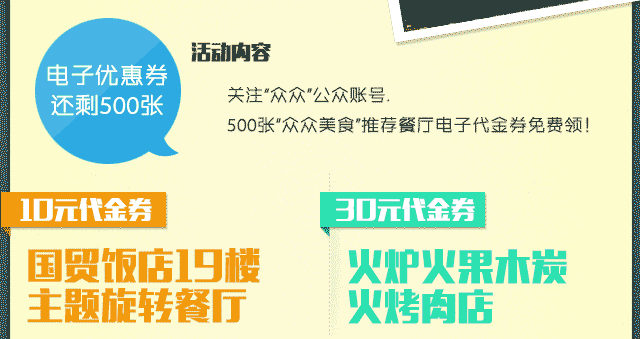 电子优惠券
还剩500张
活动内容
关注“众众”公众账号.
500张“众众美食”推荐餐厅电子代金券免费领!
10元代金券
国贸饭店19楼
主题旋转餐厅
30元代金券
火炉火果木炭
火烤肉店